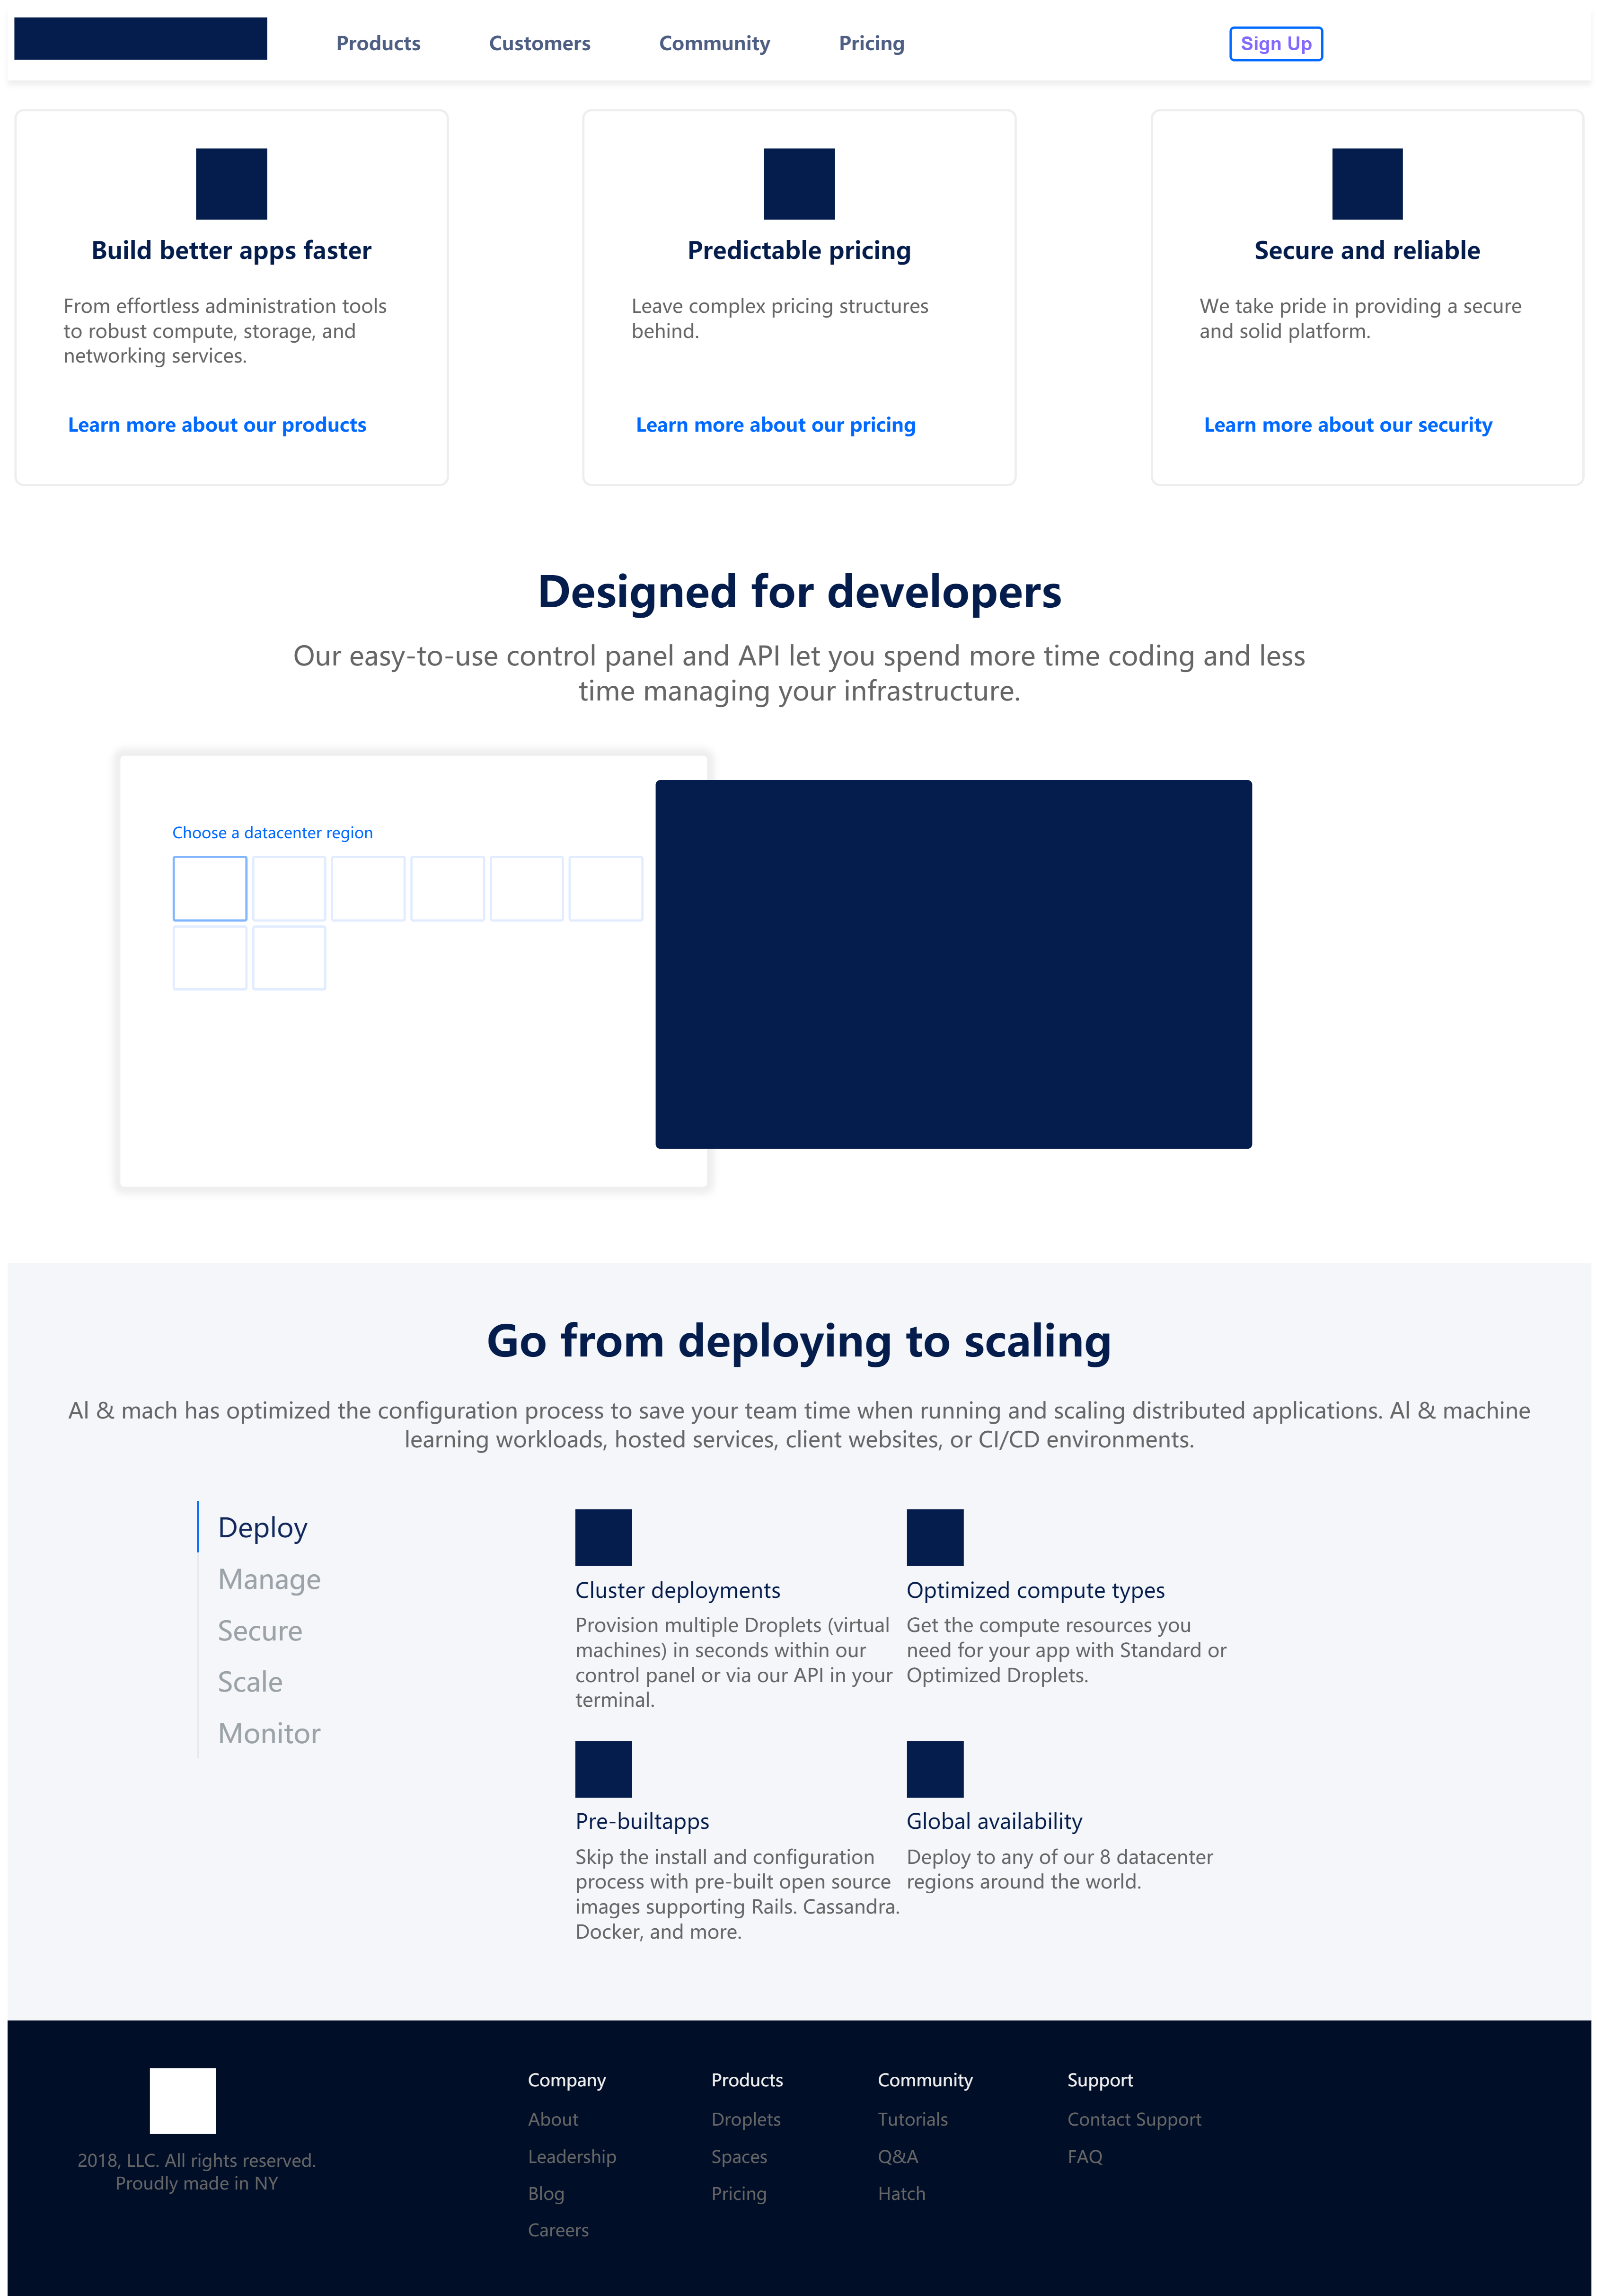 Products
Customers
Community
Pricing
Sign Up
Build better apps faster
From effortless administration tools
to robust compute, storage, and
networking services.
Learn more about our products
Predictable pricing
Leave complex pricing structures
behind.
Learn more about our pricing
Secure and reliable
We take pride in providing a secure
and solid platform.
Learn more about our security
Designed for developers
Our easy-to-use control panel and API let you spend more time coding and less
time managing your infrastructure.
Choose a datacenter region
Go from deploying to scaling
Al & mach has optimized the configuration process to save your team time when running and scaling distributed applications. Al & machine
learning workloads, hosted services, client websites, or CI/CD environments.
Deploy
Manage
Secure
Scale
Monitor
Cluster deployments
Provision multiple Droplets (virtual
machines) in seconds within our
control panel or via our API in your
terminal.
Optimized compute types
Get the compute resources you
need for your app with Standard or
Optimized Droplets.
Pre-builtapps
Skip the install and configuration
process with pre-built open source
images supporting Rails. Cassandra.
Docker, and more.
Global availability
Deploy to any of our 8 datacenter
regions around the world.
2018, LLC. All rights reserved.
Proudly made in NY
Company
About
Leadership
Blog
Careers
Products
Droplets
Spaces
Pricing
Community
Tutorials
Q&A
Hatch
Support
Contact Support
FAQ